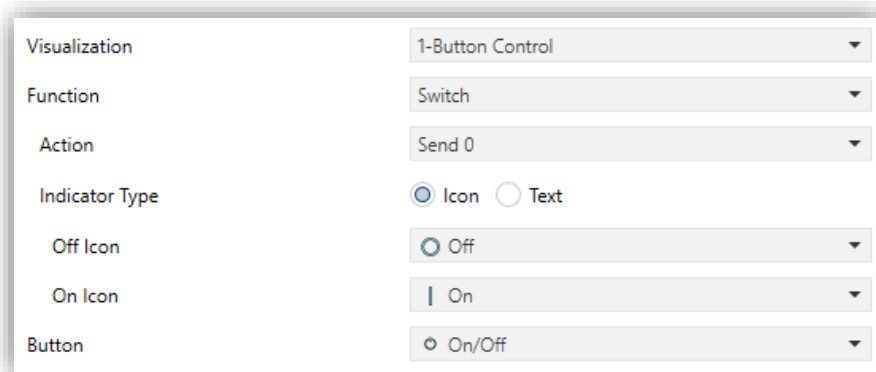 Visualization 1-Button Control
Function Switch
Action Send 0
Indicator Type Icon Text
Off Icon Off
On Icon On
Button On/Off